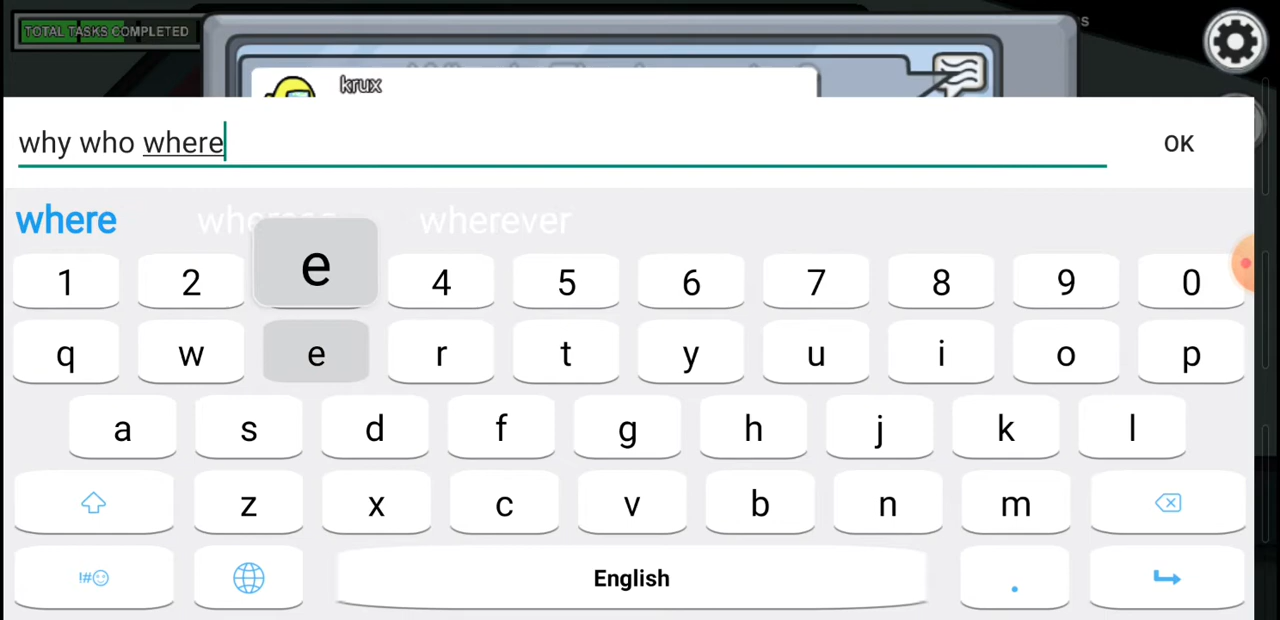 TOTAL TASKS COMPLETED
krux
why who where
OK
where wherever
1 2 4 5 6 7 8 9 0
e
q w e r t y u i o p
a s d f g h j k l
z x c v b n m
!#☺ English .